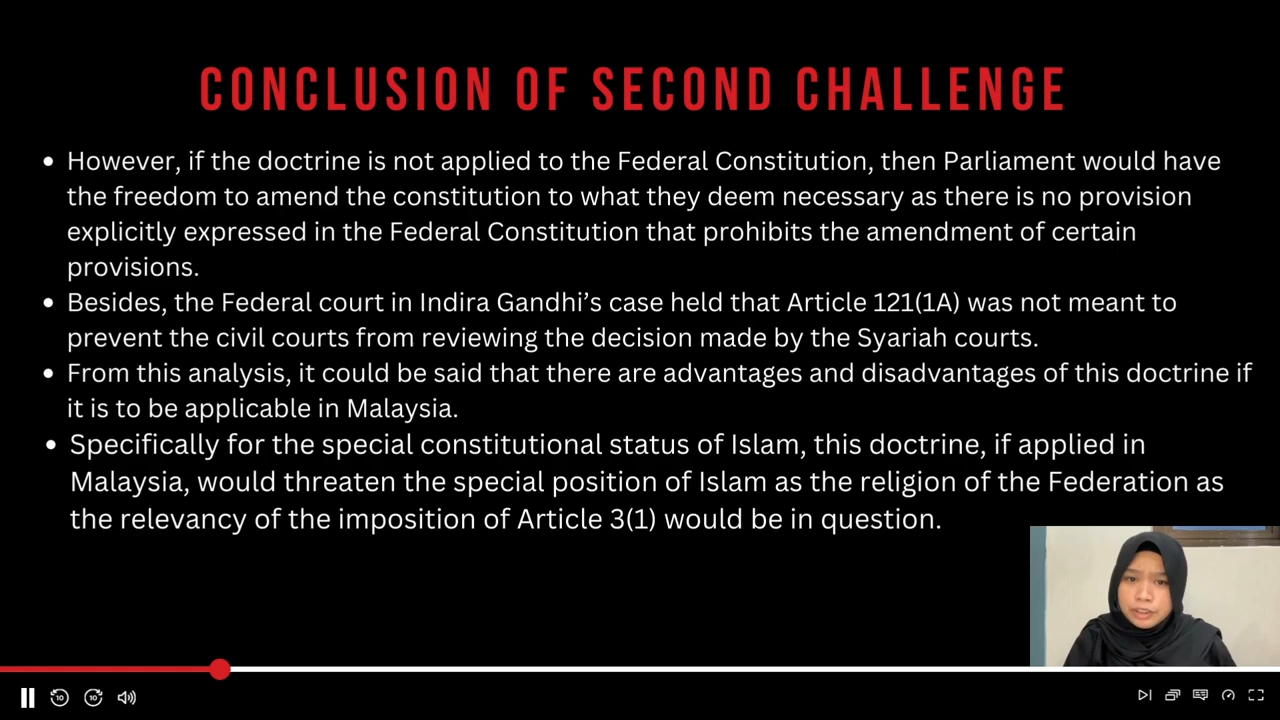 CONCLUSION OF SECOND CHALLENGE
• However, if the doctrine is not applied to the Federal Constitution, then Parliament would have
the freedom to amend the constitution to what they deem necessary as there is no provision
explicitly expressed in the Federal Constitution that prohibits the amendment of certain
provisions.
• Besides, the Federal court in Indira Gandhi’s case held that Article 121(1A) was not meant to
prevent the civil courts from reviewing the decision made by the Syariah courts.
• From this analysis, it could be said that there are advantages and disadvantages of this doctrine if
it is to be applicable in Malaysia.
• Specifically for the special constitutional status of Islam, this doctrine, if applied in
Malaysia, would threaten the special position of Islam as the religion of the Federation as
the relevancy of the imposition of Article 3(1) would be in question.
10 10